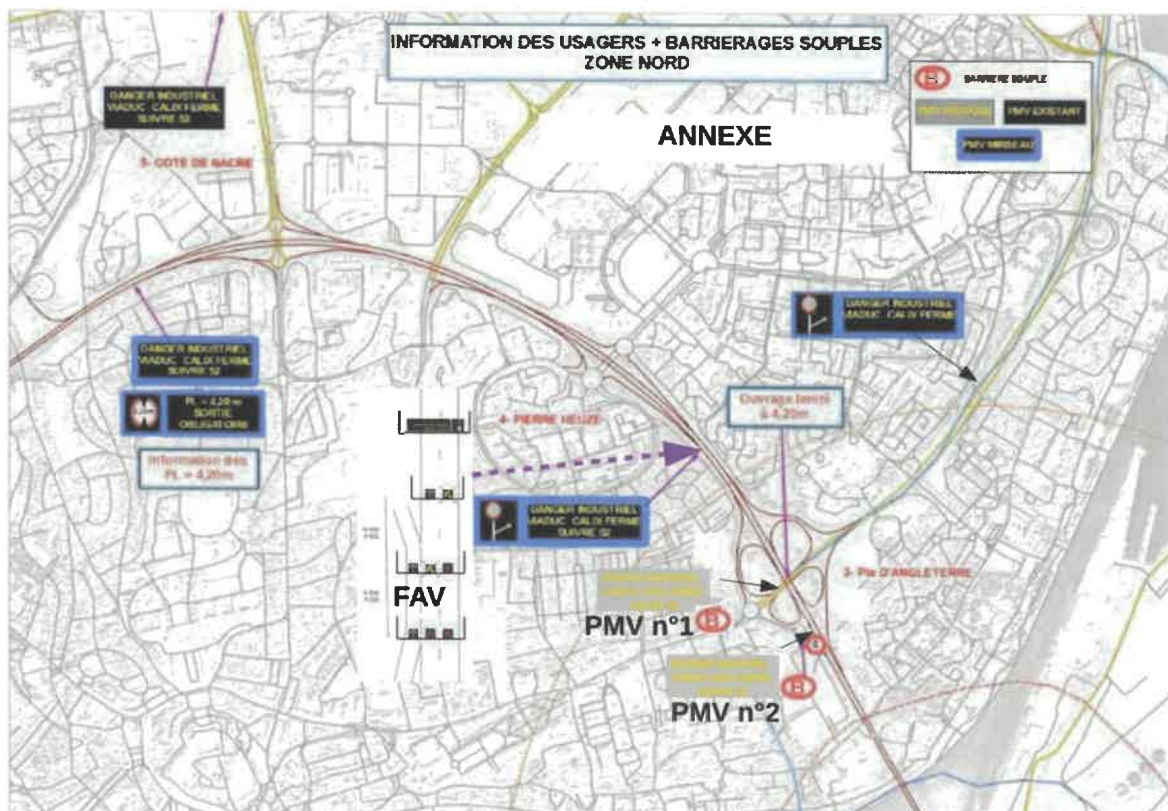 INFORMATION DES USAGERS + BARRIERAGES SOUPLES
ZONE NORD
BARRIERE SOUPLE
PMV EXISTANT
PMV MIRBEAU
ANNEXE
DANGER INDUSTRIEL
VIADUC CALIX FERME
SUIVRE S2
5- COTE DE NACRE
DANGER INDUSTRIEL
VIADUC CALIX FERME
DANGER INDUSTRIEL
VIADUC CALIX FERME
SUIVRE S2
PL > 4,20 m
SORTIE
OBLIGATOIRE
Information des
PL > 4,20m
4- PIERRE HEUZE
Ouvrage limité
à 4,20m
DANGER INDUSTRIEL
VIADUC CALIX FERME
SUIVRE S2
3- Pte D'ANGLETERRE
FAV
PMV n°1
B
B
PMV n°2